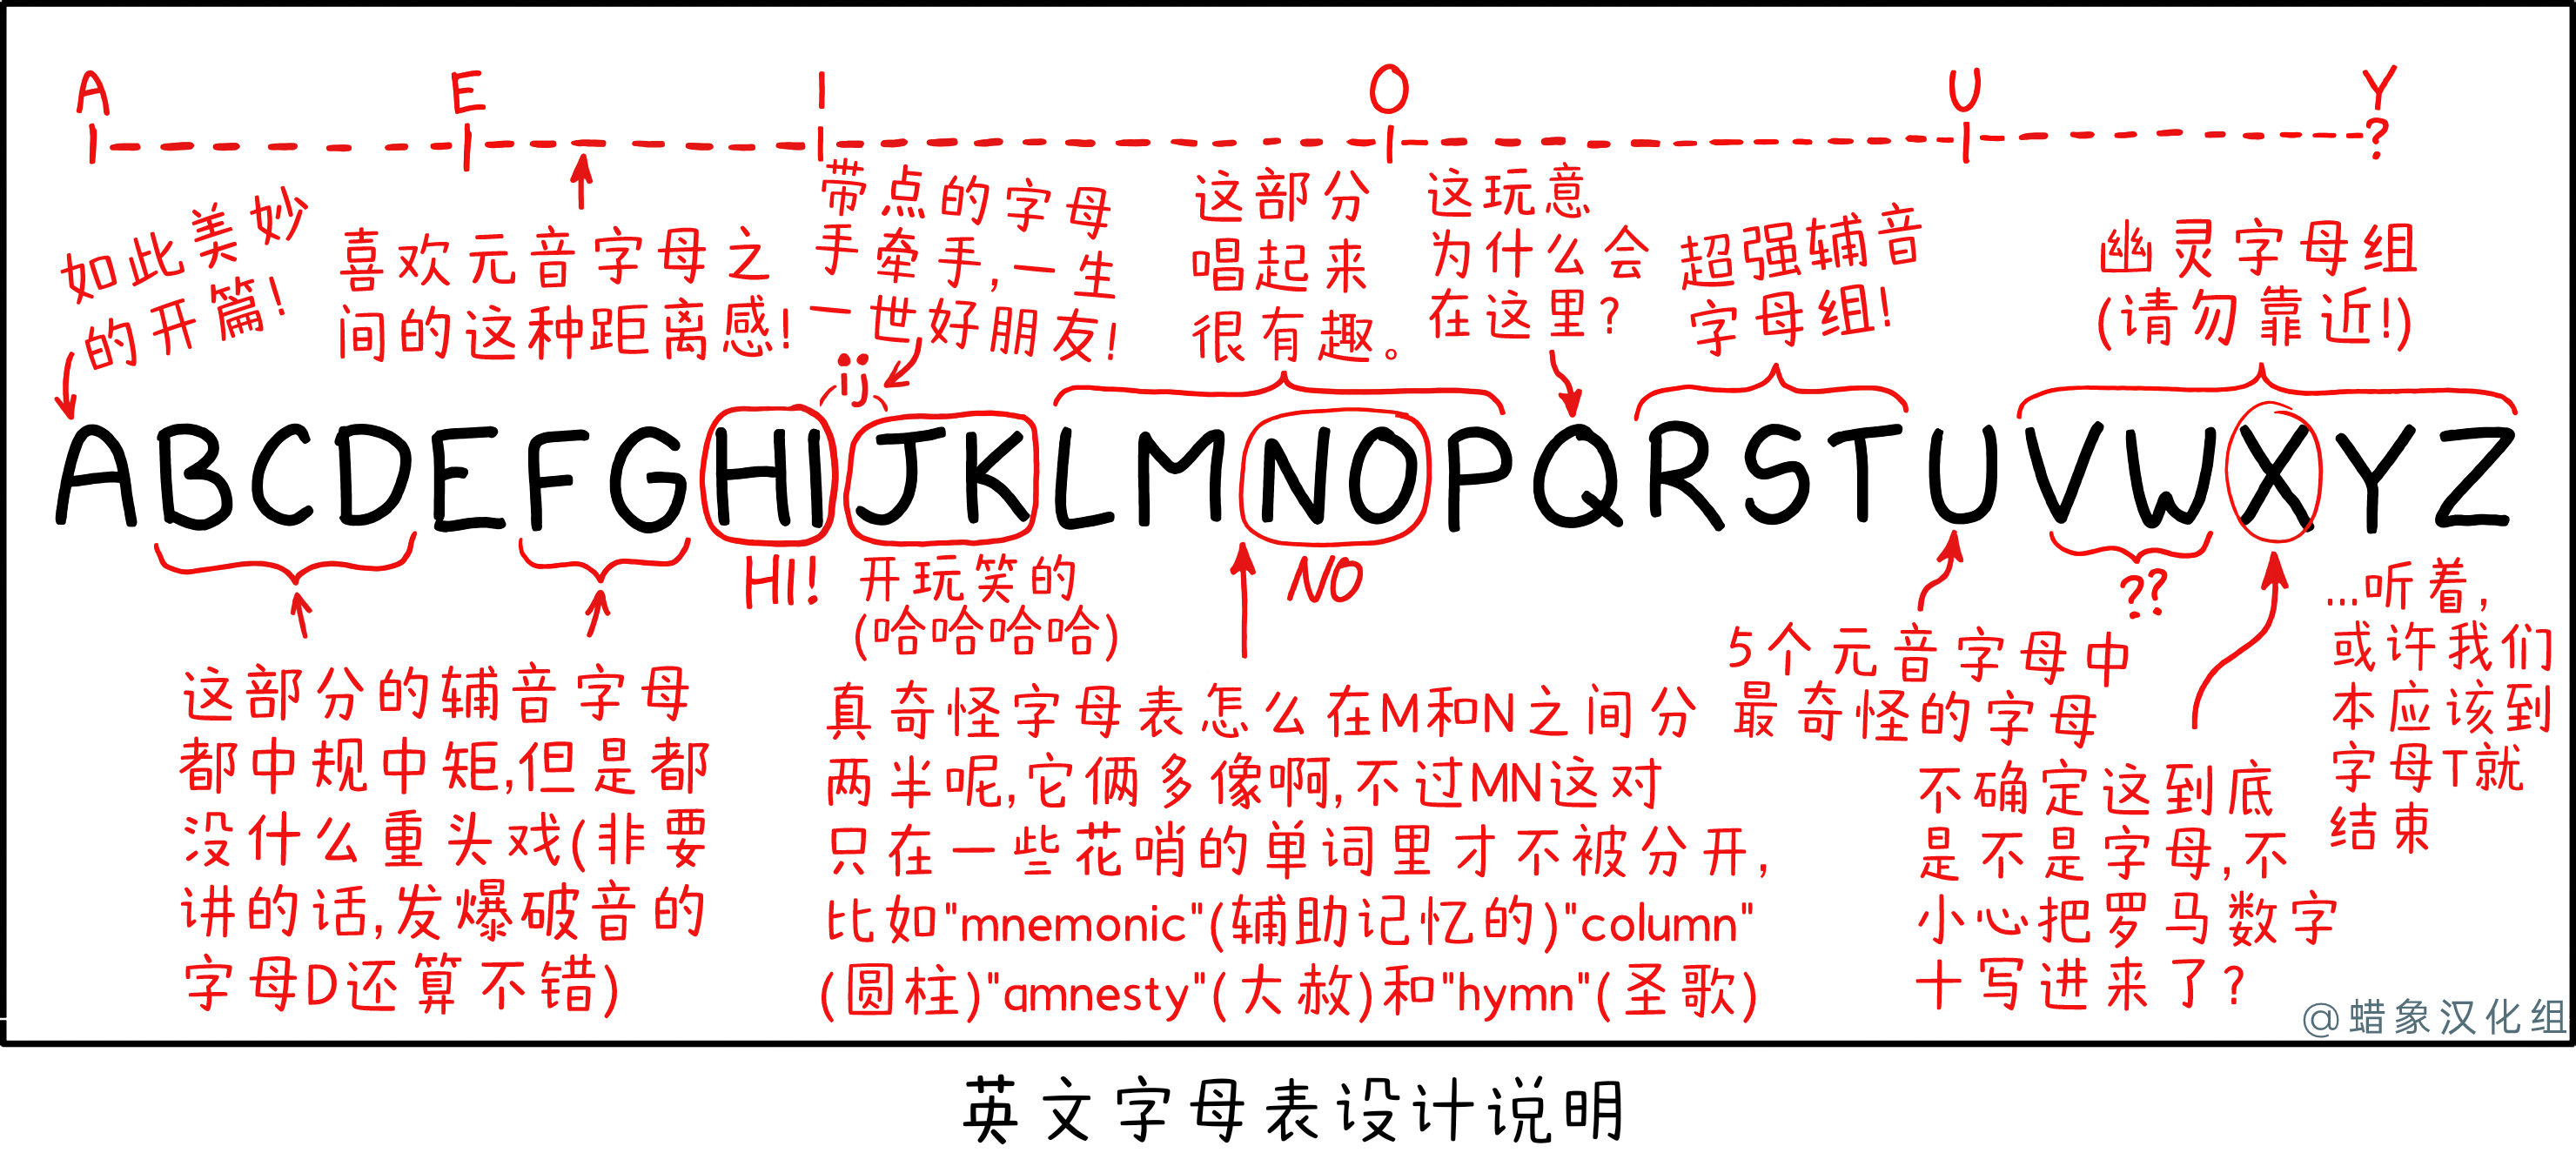 A E I O U Y
?
如此美妙
的开篇!
喜欢元音字母之
间的这种距离感!
带点的字母
手牵手,一生
一世好朋友!
ij
这部分
唱起来
很有趣。
这玩意
为什么会
在这里?
超强辅音
字母组!
幽灵字母组
(请勿靠近!)
ABCDEFGHIJKLMNOPQRSTUVWXYZ
HI!
开玩笑的
(哈哈哈哈)
NO
??
这部分的辅音字母
都中规中矩,但是都
没什么重头戏(非要
讲的话,发爆破音的
字母D还算不错)
真奇怪字母表怎么在M和N之间分
两半呢,它俩多像啊,不过MN这对
只在一些花哨的单词里才不被分开,
比如"mnemonic"(辅助记忆的)"column"
(圆柱)"amnesty"(大赦)和"hymn"(圣歌)
5个元音字母中
最奇怪的字母
不确定这到底
是不是字母,不
小心把罗马数字
十写进来了?
...听着,
或许我们
本应该到
字母T就
结束
@蜡象汉化组
英文字母表设计说明